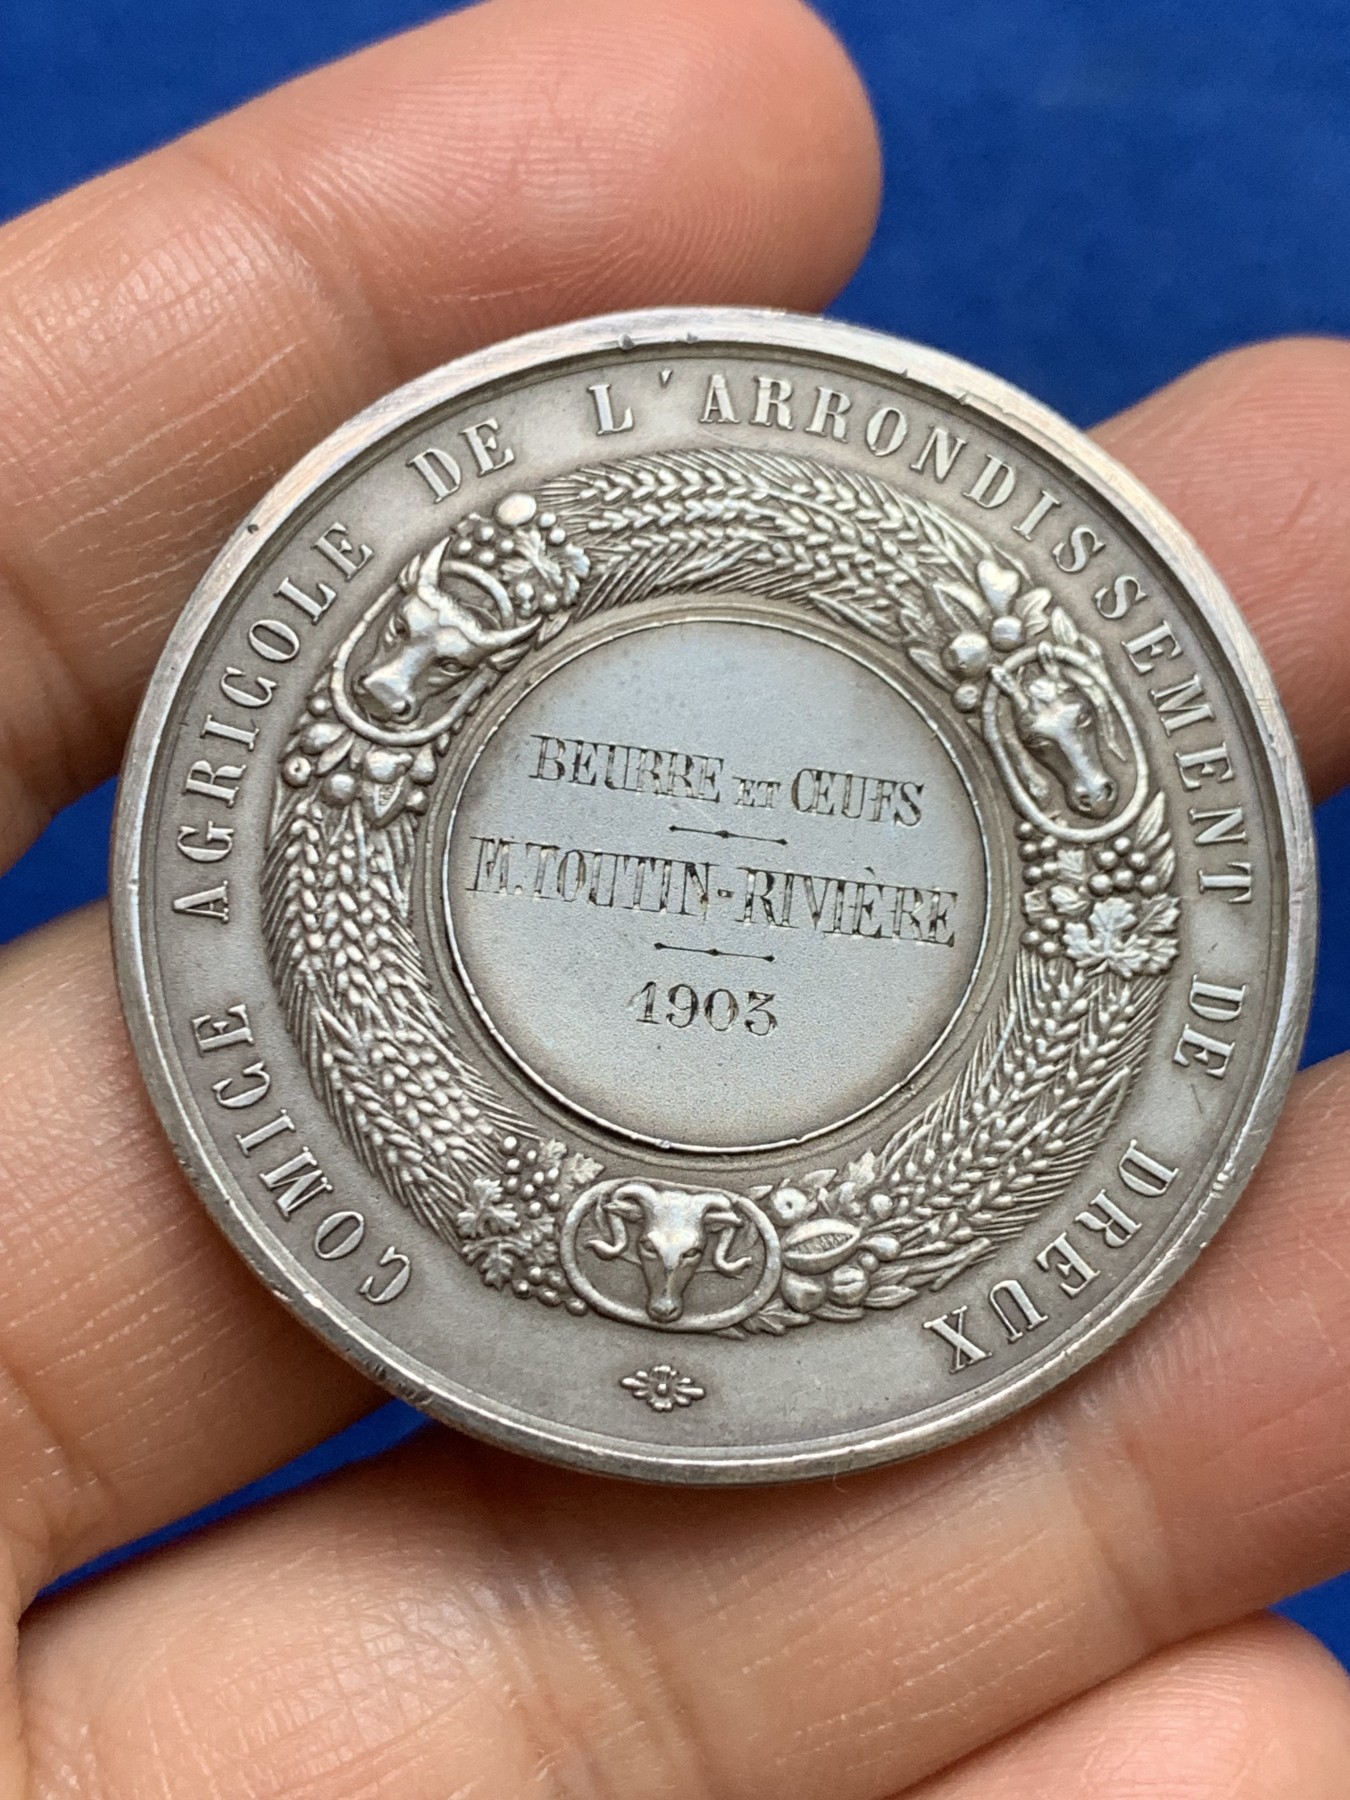 COMICE AGRICOLE DE L'ARRONDISSEMENT DE DREUX
BEURRE ET ŒUFS
M. TOUTIN-RIVIÈRE
1903